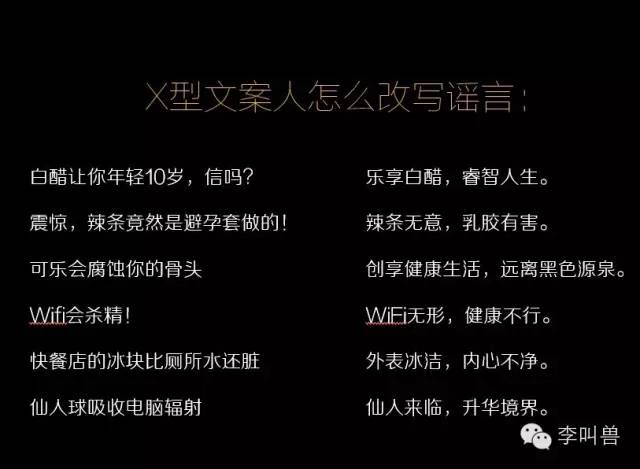 X型文案人怎么改写谣言：
白醋让你年轻10岁，信吗？ 乐享白醋，睿智人生。
震惊，辣条竟然是避孕套做的！ 辣条无意，乳胶有害。
可乐会腐蚀你的骨头 创享健康生活，远离黑色源泉。
Wifi会杀精！ WiFi无形，健康不行。
快餐店的冰块比厕所水还脏 外表冰洁，内心不净。
仙人球吸收电脑辐射 仙人来临，升华境界。
李叫兽